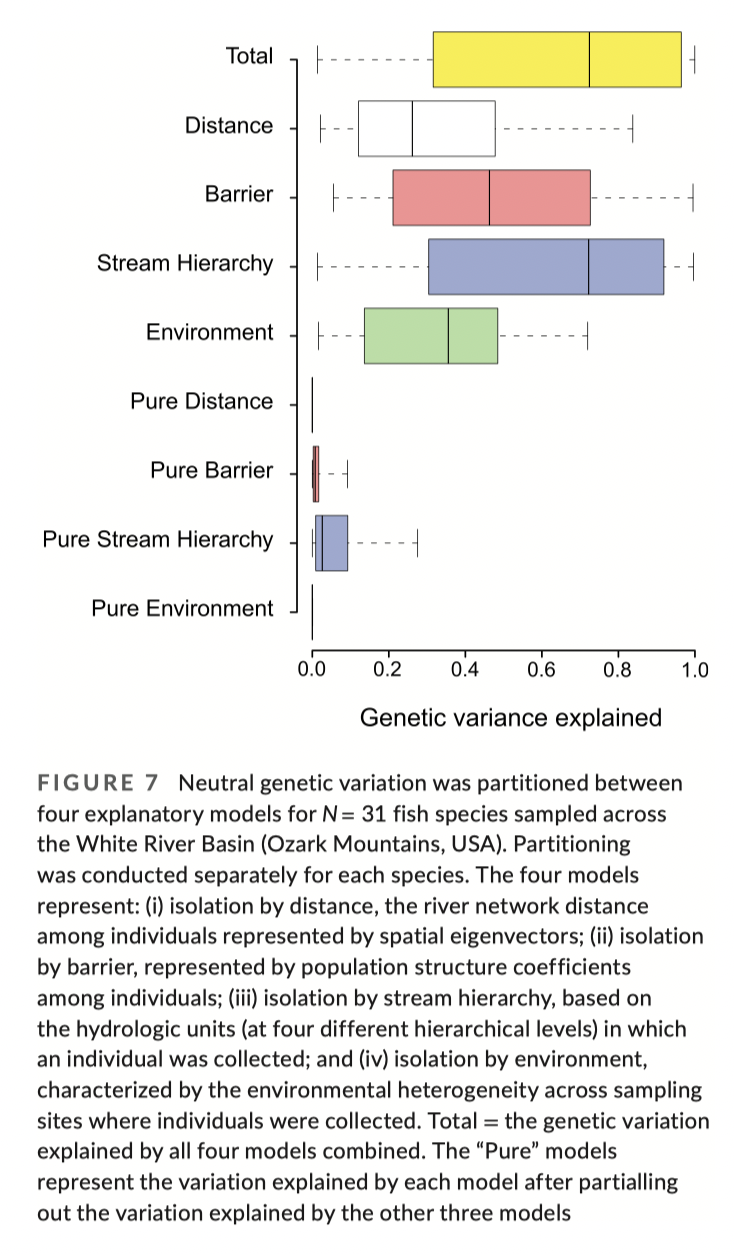 Total
Distance
Barrier
Stream Hierarchy
Environment
Pure Distance
Pure Barrier
Pure Stream Hierarchy
Pure Environment
0.0 0.2 0.4 0.6 0.8 1.0
Genetic variance explained
FIGURE 7 Neutral genetic variation was partitioned between
four explanatory models for N = 31 fish species sampled across
the White River Basin (Ozark Mountains, USA). Partitioning
was conducted separately for each species. The four models
represent: (i) isolation by distance, the river network distance
among individuals represented by spatial eigenvectors; (ii) isolation
by barrier, represented by population structure coefficients
among individuals; (iii) isolation by stream hierarchy, based on
the hydrologic units (at four different hierarchical levels) in which
an individual was collected; and (iv) isolation by environment,
characterized by the environmental heterogeneity across sampling
sites where individuals were collected. Total = the genetic variation
explained by all four models combined. The “Pure” models
represent the variation explained by each model after partialling
out the variation explained by the other three models